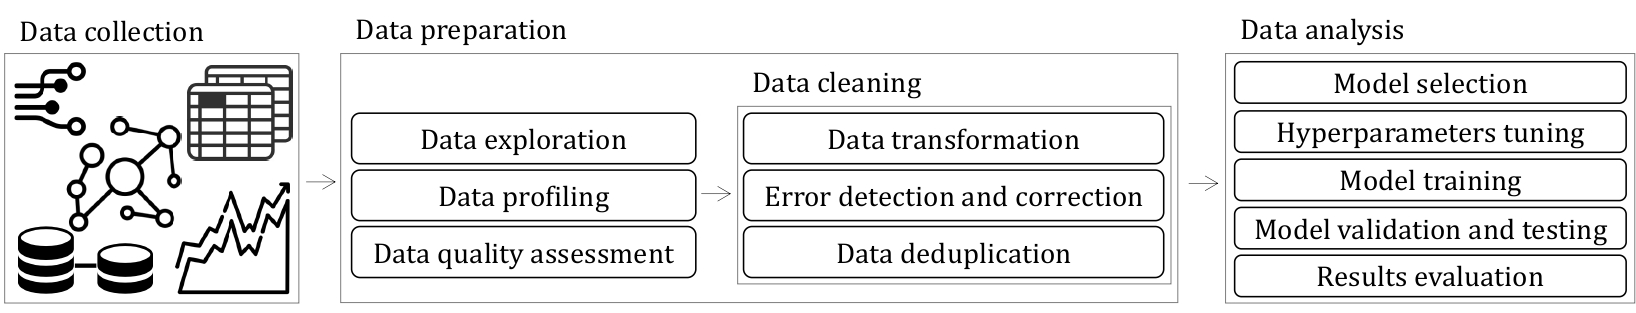 Data collection
Data preparation
Data exploration
Data profiling
Data quality assessment
Data cleaning
Data transformation
Error detection and correction
Data deduplication
Data analysis
Model selection
Hyperparameters tuning
Model training
Model validation and testing
Results evaluation